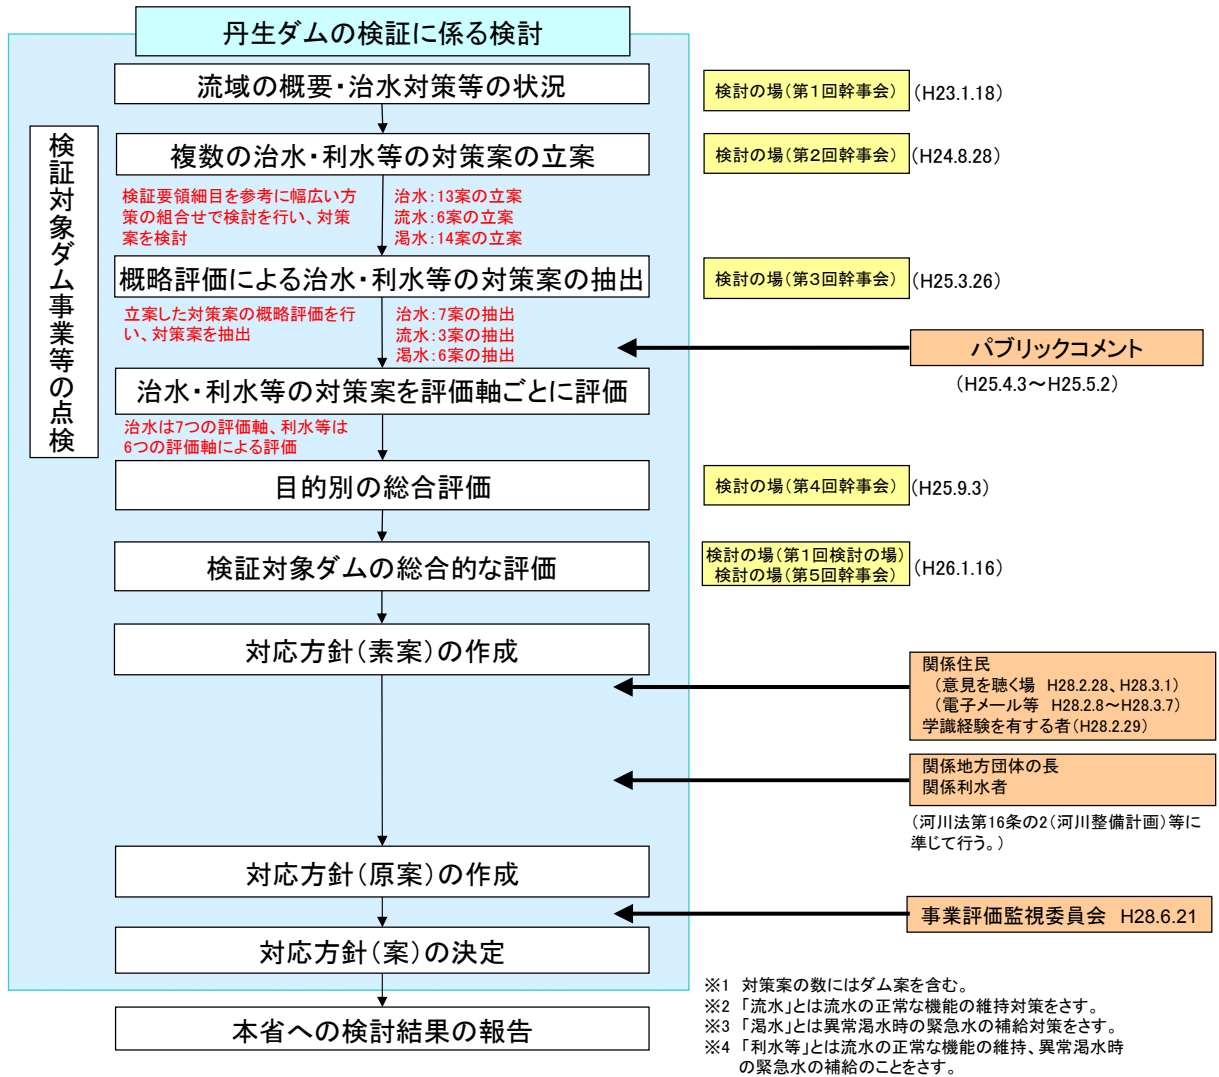 丹生ダムの検証に係る検討
流域の概要・治水対策等の状況
検討の場(第1回幹事会)
(H23.1.18)
検証対象ダム事業等の点検
複数の治水・利水等の対策案の立案
検討の場(第2回幹事会)
(H24.8.28)
検証要領細目を参考に幅広い方
策の組合せで検討を行い、対策
案を検討
治水:13案の立案
流水:6案の立案
渇水:14案の立案
概略評価による治水・利水等の対策案の抽出
検討の場(第3回幹事会)
(H25.3.26)
立案した対策案の概略評価を行
い、対策案を抽出
治水:7案の抽出
流水:3案の抽出
渇水:6案の抽出
パブリックコメント
(H25.4.3~H25.5.2)
治水・利水等の対策案を評価軸ごとに評価
治水は7つの評価軸、利水等は
6つの評価軸による評価
目的別の総合評価
検討の場(第4回幹事会)
(H25.9.3)
検証対象ダムの総合的な評価
検討の場(第1回検討の場)
検討の場(第5回幹事会)
(H26.1.16)
対応方針(素案)の作成
関係住民
(意見を聴く場 H28.2.28、H28.3.1)
(電子メール等 H28.2.8~H28.3.7)
学識経験を有する者(H28.2.29)
関係地方団体の長
関係利水者
(河川法第16条の2(河川整備計画)等に
準じて行う。)
対応方針(原案)の作成
事業評価監視委員会 H28.6.21
対応方針(案)の決定
本省への検討結果の報告
※1 対策案の数にはダム案を含む。
※2 「流水」とは流水の正常な機能の維持対策をさす。
※3 「渇水」とは異常渇水時の緊急水の補給対策をさす。
※4 「利水等」とは流水の正常な機能の維持、異常渇水時
の緊急水の補給のことをさす。